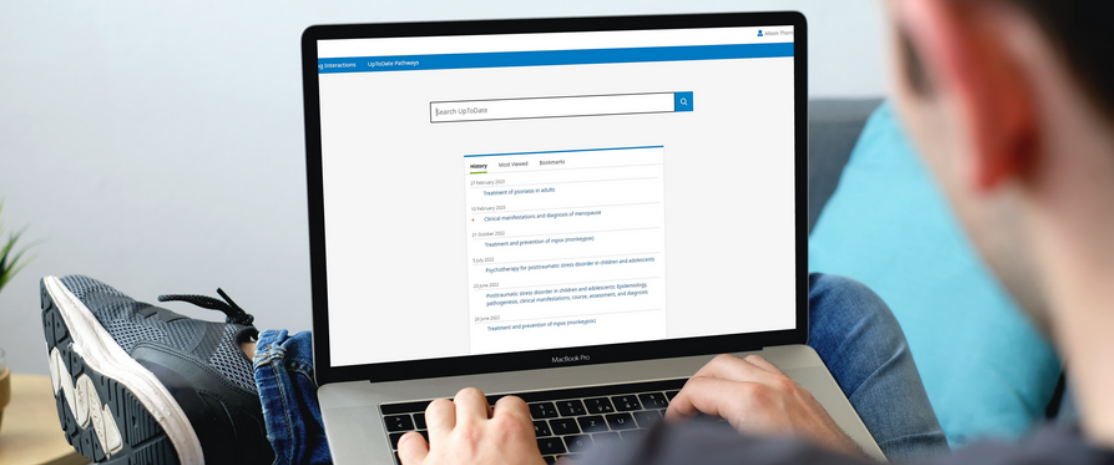 Alison Thorn
g Interactions UpToDate Pathways
Search UpToDate
History Most Viewed Bookmarks
27 February 2023
Treatment of psoriasis in adults
10 February 2023
Clinical manifestations and diagnosis of menopause
21 October 2022
Treatment and prevention of mpox (monkeypox)
5 July 2022
Psychotherapy for posttraumatic stress disorder in children and adolescents
23 June 2022
Posttraumatic stress disorder in children and adolescents: Epidemiology,
pathogenesis, clinical manifestations, course, assessment, and diagnosis
20 June 2022
Treatment and prevention of mpox (monkeypox)
MacBook Pro